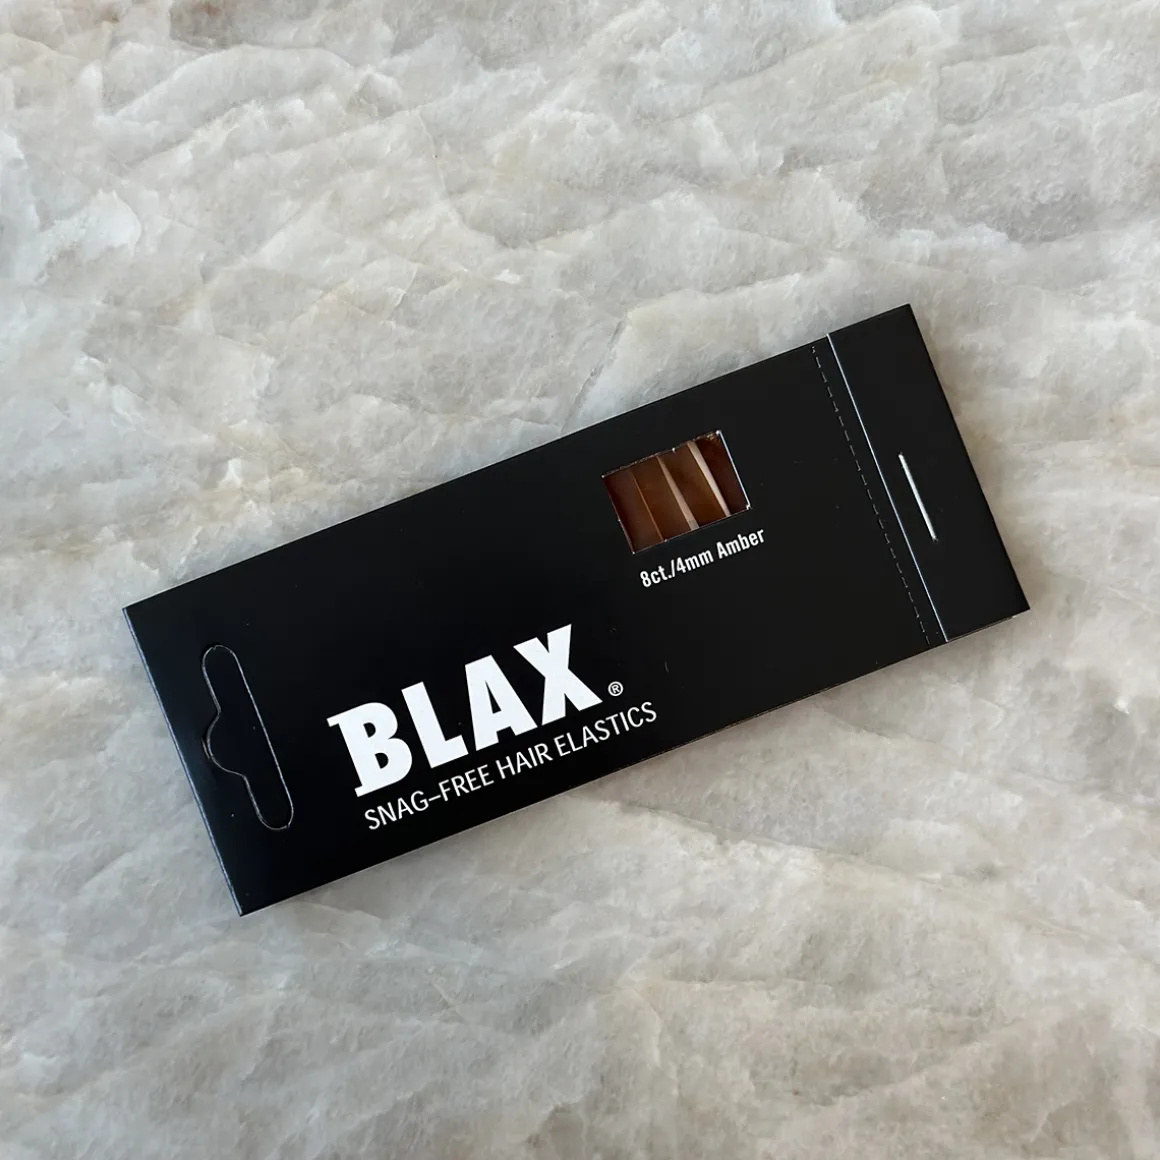 8ct./4mm Amber
BLAX®
SNAG–FREE HAIR ELASTICS